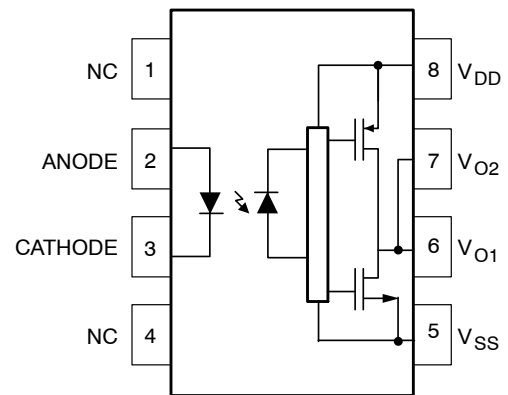 NC 1
8 VDD
ANODE 2
7 VO2
CATHODE 3
6 VO1
NC 4
5 VSS